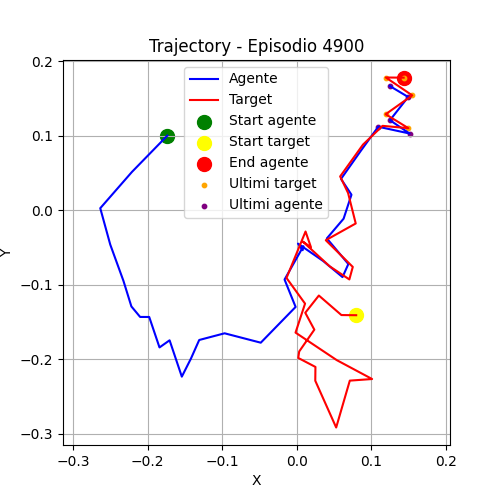 Trajectory - Episodio 4900
Agente
Target
Start agente
Start target
End agente
Ultimi target
Ultimi agente
0.2
0.1
0.0
−0.1
−0.2
−0.3
Y
−0.3
−0.2
−0.1
0.0
0.1
0.2
X